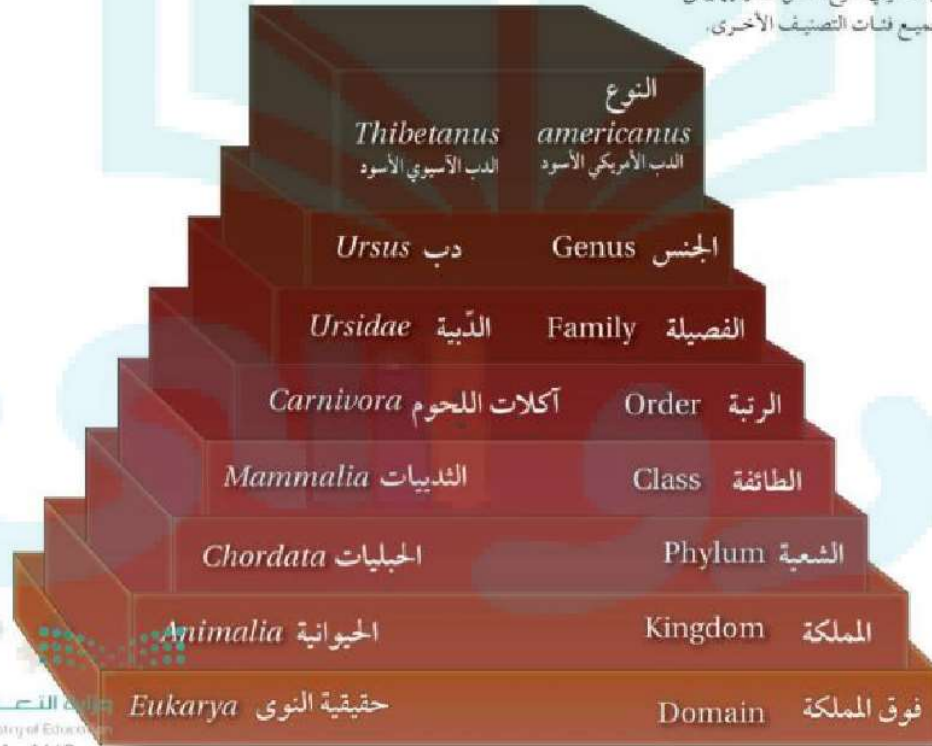 جميع فئات التصنيف الأخرى.
النوع
Thibetanus americanus
الدب الآسيوي الأسود الدب الأمريكي الأسود
الجنس Genus دب Ursus
الفصيلة Family الدّبية Ursidae
الرتبة Order آكلات اللحوم Carnivora
الطائفة Class الثدييات Mammalia
الشعبة Phylum الحبليات Chordata
المملكة Kingdom الحيوانية Animalia
فوق المملكة Domain حقيقية النوى Eukarya